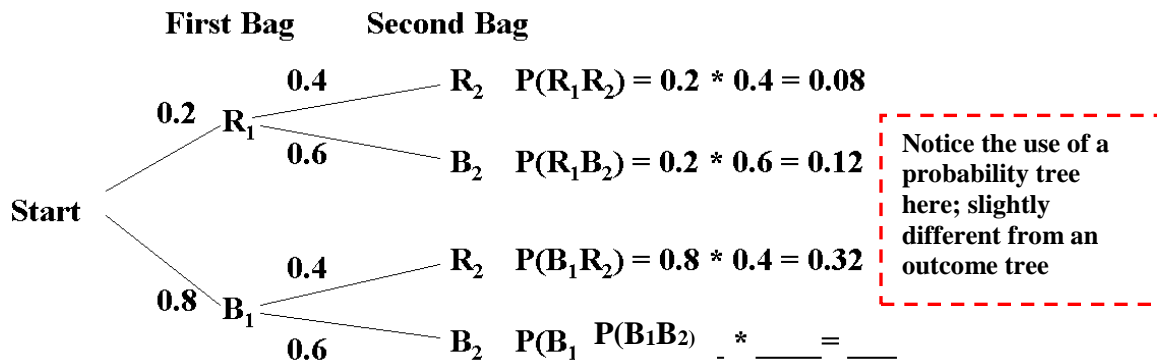 First Bag Second Bag
0.4
R₂ P(R₁R₂) = 0.2 * 0.4 = 0.08
0.2 R₁
0.6
B₂ P(R₁B₂) = 0.2 * 0.6 = 0.12
Start
0.4
R₂ P(B₁R₂) = 0.8 * 0.4 = 0.32
0.8 B₁
0.6
B₂ P(B₁ P(B₁B₂) _ * ____= ___
Notice the use of a
probability tree
here; slightly
different from an
outcome tree